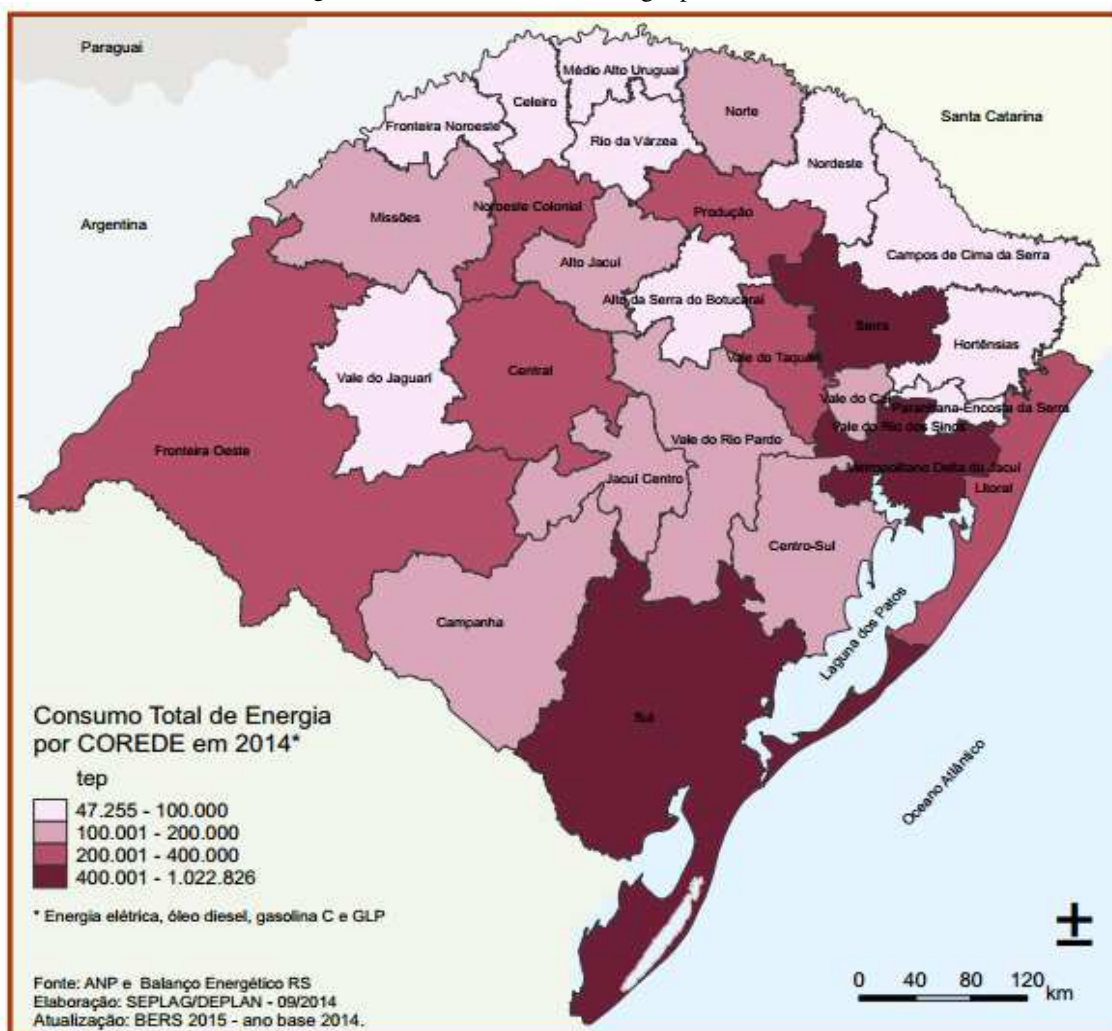 Paraguai
Médio Alto Uruguai
Celeiro
Norte
Santa Catarina
Fronteira Noroeste
Rio da Várzea
Nordeste
Missões
Noroeste Colonial
Produção
Argentina
Alto Jacuí
Campos de Cima da Serra
Alto da Serra do Botucaraí
Serra
Hortênsias
Vale do Jaguari
Central
Vale do Taquari
Vale do Caí
Paranhana-Encosta da Serra
Vale do Rio dos Sinos
Fronteira Oeste
Vale do Rio Pardo
Metropolitano Delta do Jacuí
Jacuí Centro
Litoral
Centro-Sul
Campanha
Laguna dos Patos
Sul
Oceano Atlântico
Consumo Total de Energia
por COREDE em 2014*
tep
47.255 - 100.000
100.001 - 200.000
200.001 - 400.000
400.001 - 1.022.826
* Energia elétrica, óleo diesel, gasolina C e GLP
Fonte: ANP e Balanço Energético RS
Elaboração: SEPLAG/DEPLAN - 09/2014
Atualização: BERS 2015 - ano base 2014.
0 40 80 120
km